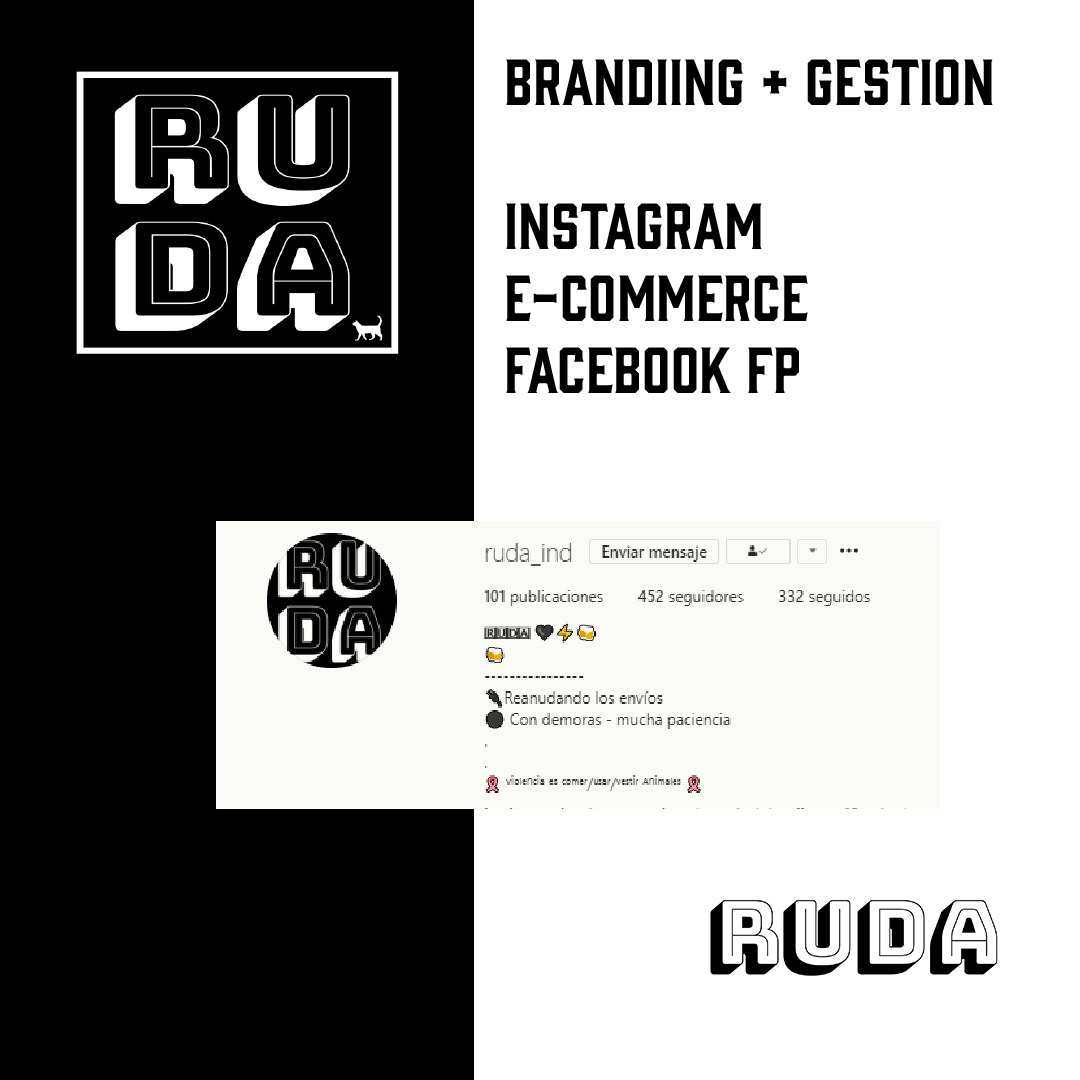 RU
DA
BRANDIING + GESTION
INSTAGRAM
E-COMMERCE
FACEBOOK FP
RU
DA
ruda_ind Enviar mensaje
101 publicaciones 452 seguidores 332 seguidos
RUDA 🖤⚡🍻
🍻
----------------
Reanudando los envíos
Con demoras - mucha paciencia
.
.
violencia es comer/usar/vestir Animales
RUDA